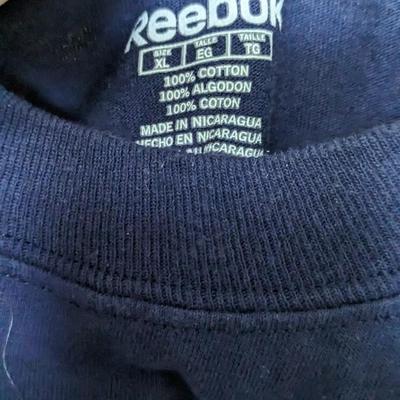 Reebok
SIZE TALLE TAILLE
XL EG TG
100% COTTON
100% ALGODON
100% COTON
MADE IN NICARAGUA
HECHO EN NICARAGUA
NICARAGUA